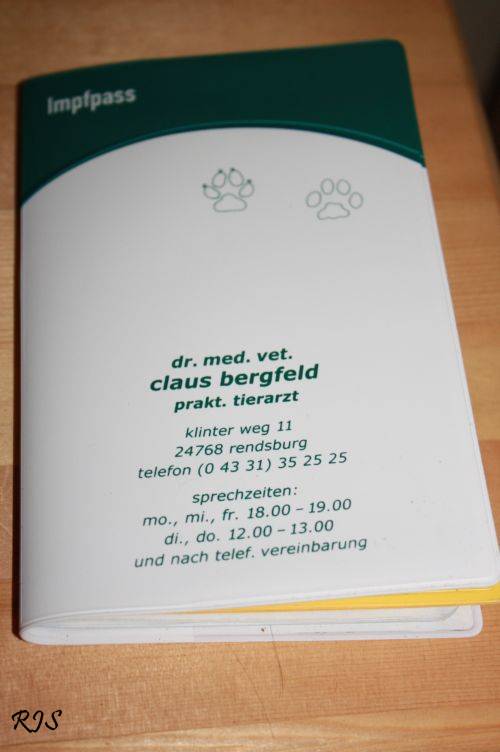 Impfpass
dr. med. vet.
claus bergfeld
prakt. tierarzt
klinter weg 11
24768 rendsburg
telefon (0 43 31) 35 25 25
sprechzeiten:
mo., mi., fr. 18.00 – 19.00
di., do. 12.00 – 13.00
und nach telef. vereinbarung
RJS